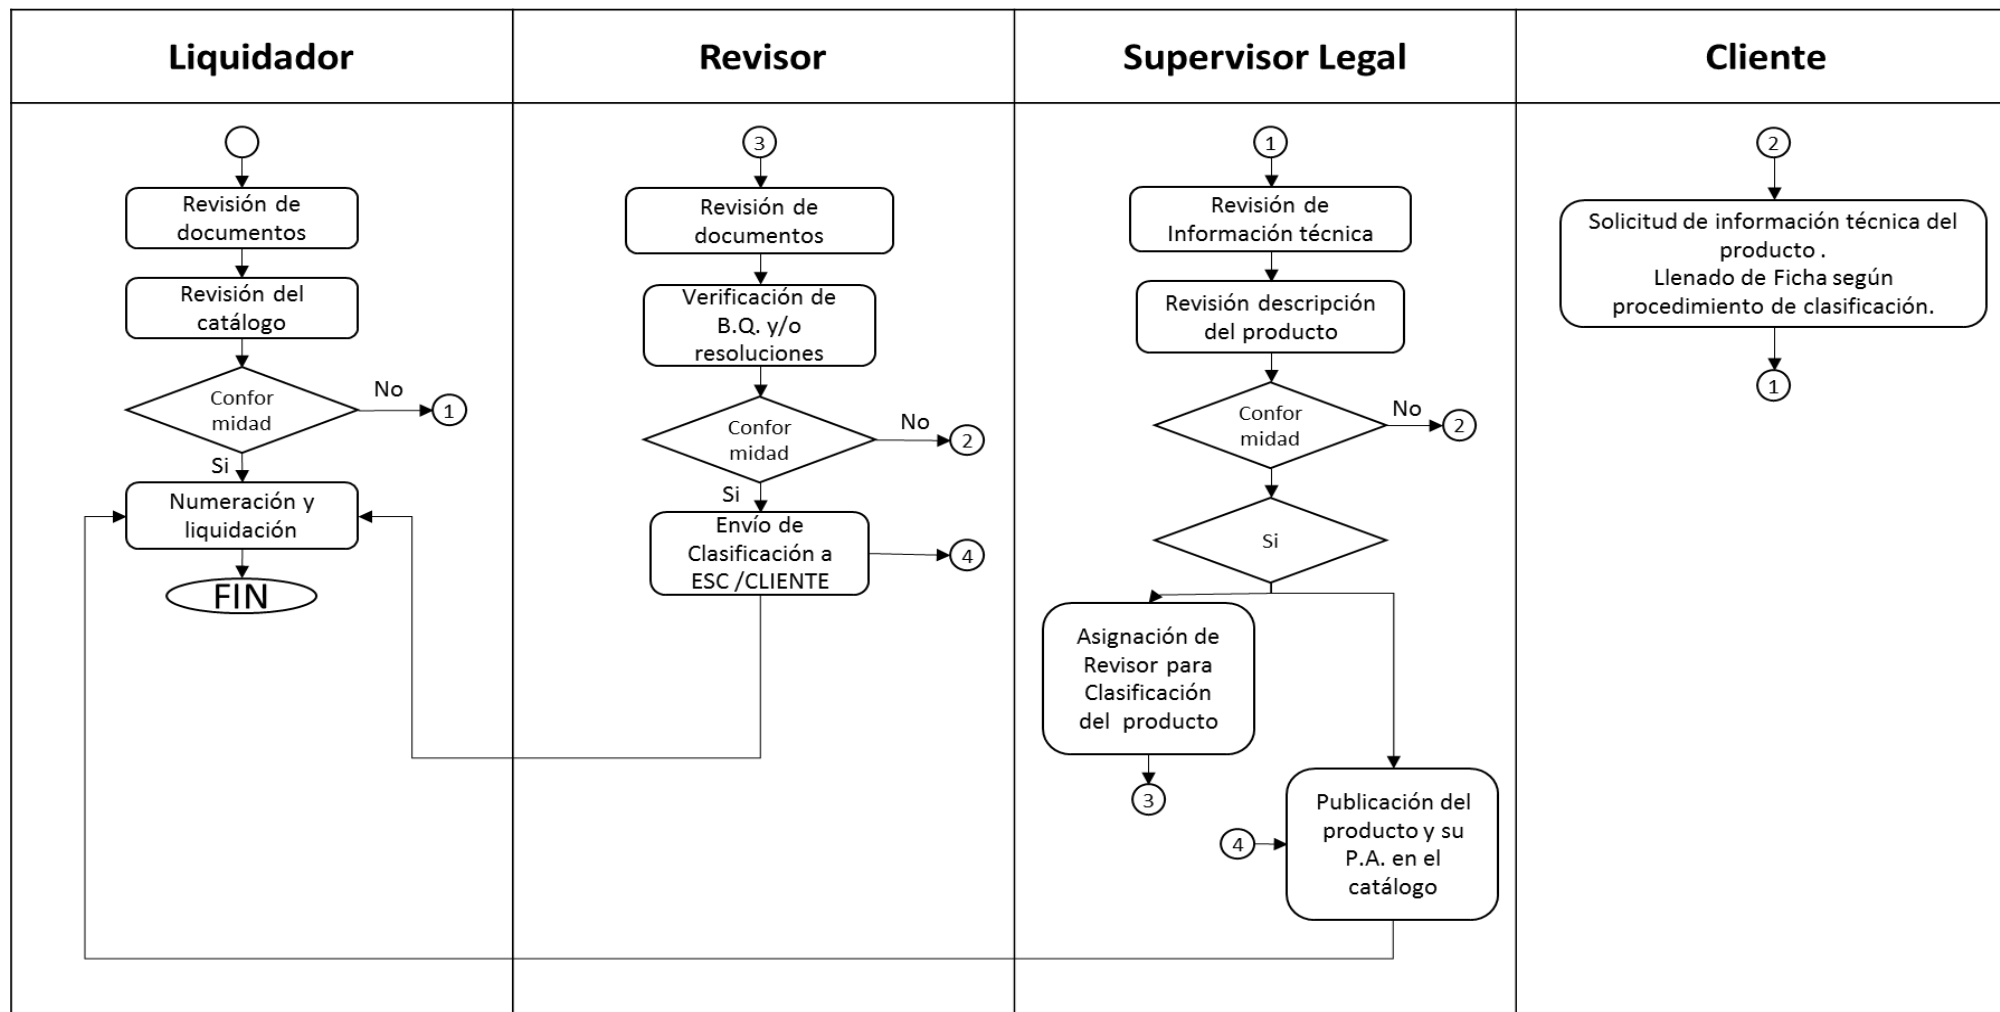 Liquidador
Revisor
Supervisor Legal
Cliente
Revisión de
documentos
Revisión del
catálogo
Confor
midad
No
1
Si
Numeración y
liquidación
FIN
3
Revisión de
documentos
Verificación de
B.Q. y/o
resoluciones
Confor
midad
No
2
Si
Envío de
Clasificación a
ESC /CLIENTE
4
1
Revisión de
Información técnica
Revisión descripción
del producto
Confor
midad
No
2
Si
Asignación de
Revisor para
Clasificación
del producto
3
4
Publicación del
producto y su
P.A. en el
catálogo
2
Solicitud de información técnica del
producto .
Llenado de Ficha según
procedimiento de clasificación.
1